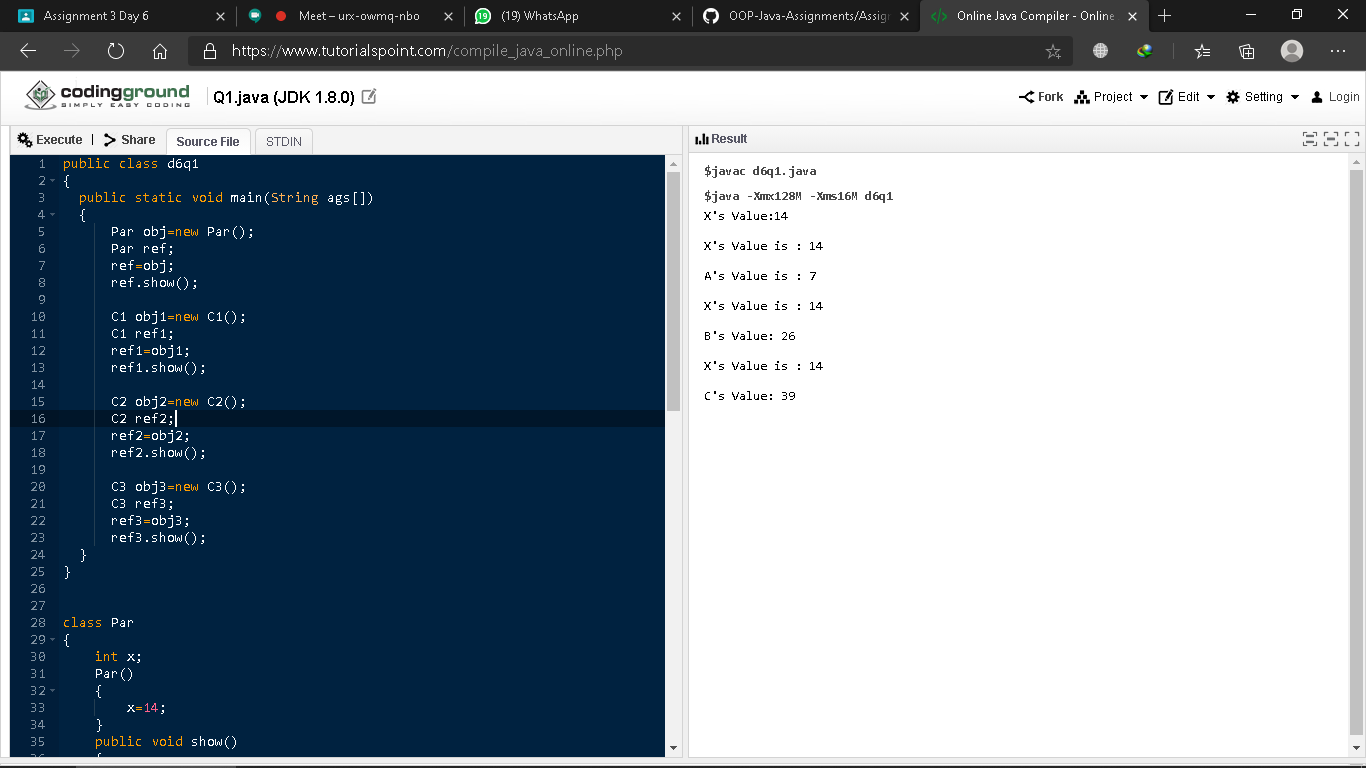 Assignment 3 Day 6
Meet – urx-owmq-nbo
(19) WhatsApp
OOP-Java-Assignments/Assign
Online Java Compiler - Online
https://www.tutorialspoint.com/compile_java_online.php
codingground
SIMPLY EASY CODING
Q1.java (JDK 1.8.0)
Fork Project Edit Setting Login
Execute | Share Source File STDIN
Result
1 public class d6q1
2 {
3 public static void main(String ags[])
4 {
5 Par obj=new Par();
6 Par ref;
7 ref=obj;
8 ref.show();
9
10 C1 obj1=new C1();
11 C1 ref1;
12 ref1=obj1;
13 ref1.show();
14
15 C2 obj2=new C2();
16 C2 ref2;
17 ref2=obj2;
18 ref2.show();
19
20 C3 obj3=new C3();
21 C3 ref3;
22 ref3=obj3;
23 ref3.show();
24 }
25 }
26
27
28 class Par
29 {
30 int x;
31 Par()
32 {
33 x=14;
34 }
35 public void show()
36 {
$javac d6q1.java
$java -Xmx128M -Xms16M d6q1
X's Value:14
X's Value is : 14
A's Value is : 7
X's Value is : 14
B's Value: 26
X's Value is : 14
C's Value: 39